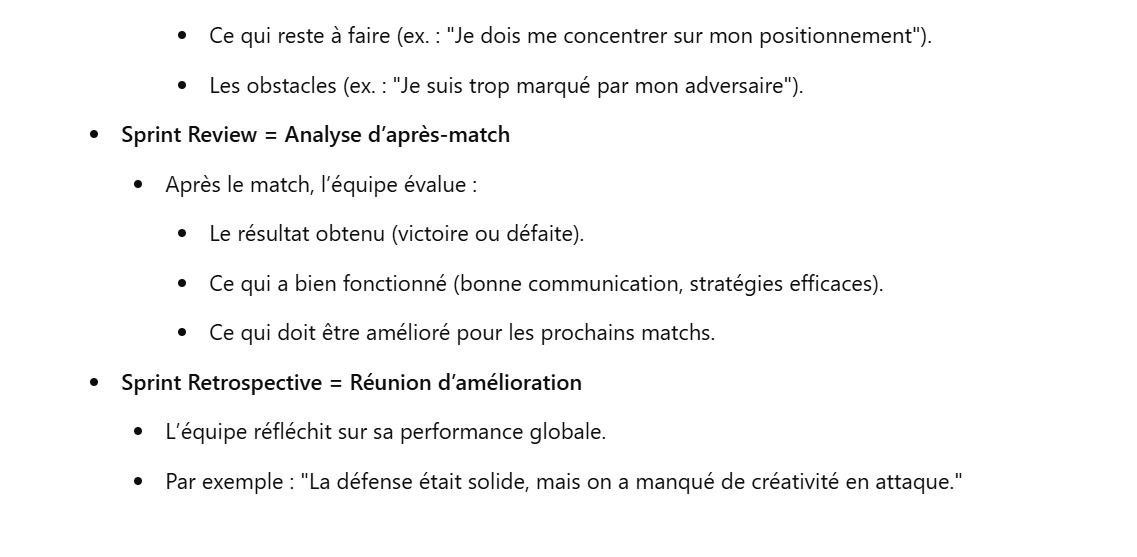 Ce qui reste à faire (ex. : "Je dois me concentrer sur mon positionnement").
Les obstacles (ex. : "Je suis trop marqué par mon adversaire").
Sprint Review = Analyse d’après-match
Après le match, l’équipe évalue :
Le résultat obtenu (victoire ou défaite).
Ce qui a bien fonctionné (bonne communication, stratégies efficaces).
Ce qui doit être amélioré pour les prochains matchs.
Sprint Retrospective = Réunion d’amélioration
L’équipe réfléchit sur sa performance globale.
Par exemple : "La défense était solide, mais on a manqué de créativité en attaque."